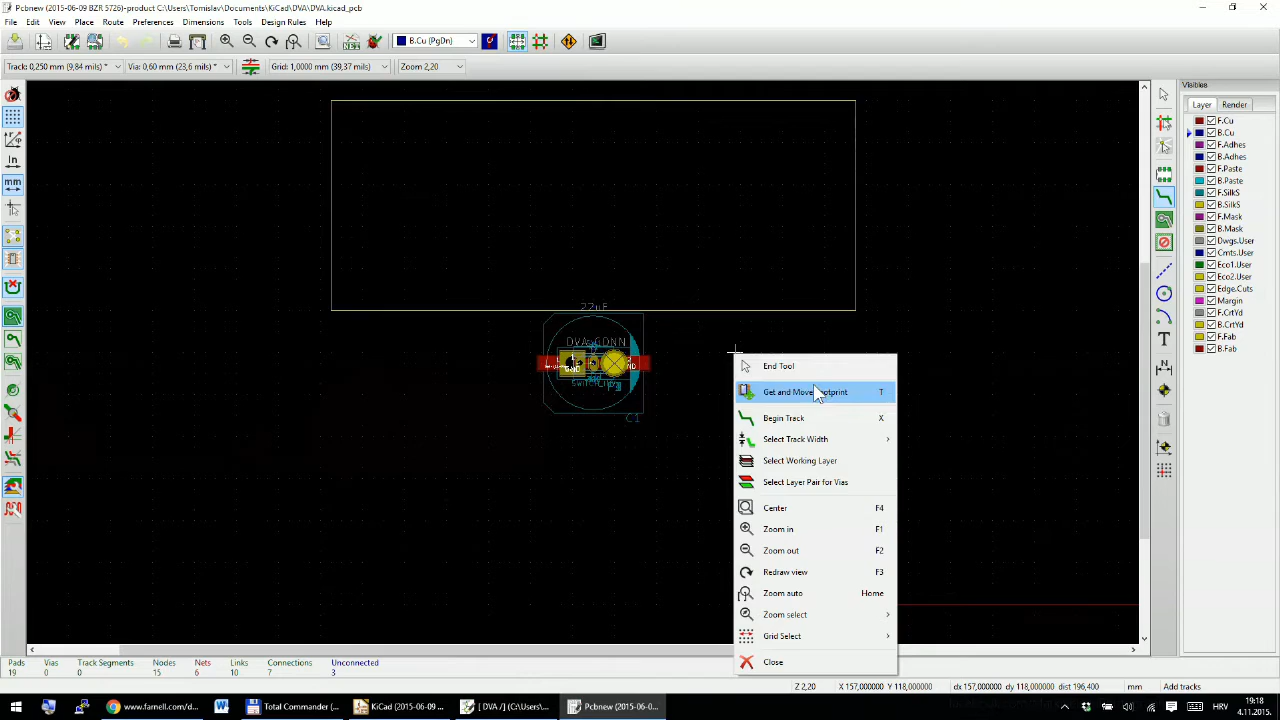 Pcbnew (2015-06-09 BZR 5726)-product C:\Users\Tomislav\Documents\KiCad\DVA\DVA.kicad_pcb
File Edit View Place Route Preferences Dimensions Tools Design Rules Help
B.Cu (PgDn)
Track: 0,250 mm (9,84 mils) * Via: 0,60 mm (23,6 mils) * Grid: 1,0000 mm (39,37 mils) Zoom 2,20
Visibles
Layer Render
F.Cu
B.Cu
F.Adhes
B.Adhes
F.Paste
B.Paste
F.SilkS
B.SilkS
F.Mask
B.Mask
Dwgs.User
Cmts.User
Eco1.User
Eco2.User
Edge.Cuts
Margin
F.CrtYd
B.CrtYd
F.Fab
B.Fab
In
mm
22uF
GND
C1
End Tool
Get and Move Footprint T
Begin Track X
Select Track Width
Select Working Layer
Select Layer Pair for Vias
Center F4
Zoom in F1
Zoom out F2
Redraw view F3
Zoom auto Home
Zoom select
Grid Select
Close
Pads Vias Track Segments Nodes Nets Links Connections Unconnected
19 0 0 15 6 10 7 3
Z 2,20 X 157,000000 Y 118,000000 dx 157,000000 dy 118,000000 dist 196,400 mm Add tracks
www.farnell.com/d... Total Commander (... KiCad (2015-06-09 ... [ DVA /] (C:\Users\... Pcbnew (2015-06-0...
HRV 19:18
4.11.2015.